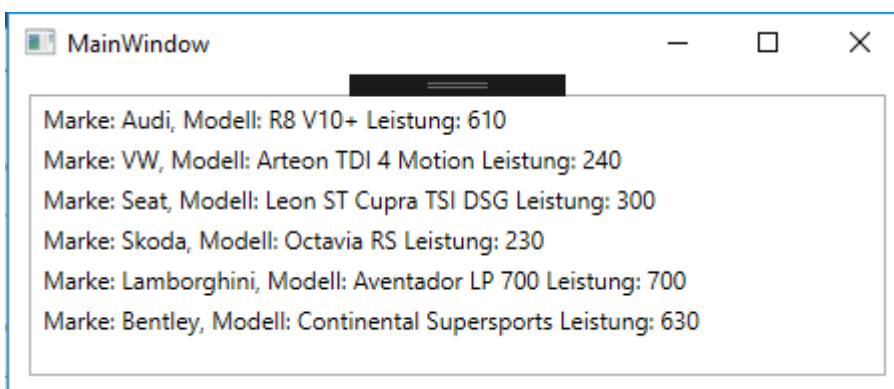 MainWindow
Marke: Audi, Modell: R8 V10+ Leistung: 610
Marke: VW, Modell: Arteon TDI 4 Motion Leistung: 240
Marke: Seat, Modell: Leon ST Cupra TSI DSG Leistung: 300
Marke: Skoda, Modell: Octavia RS Leistung: 230
Marke: Lamborghini, Modell: Aventador LP 700 Leistung: 700
Marke: Bentley, Modell: Continental Supersports Leistung: 630